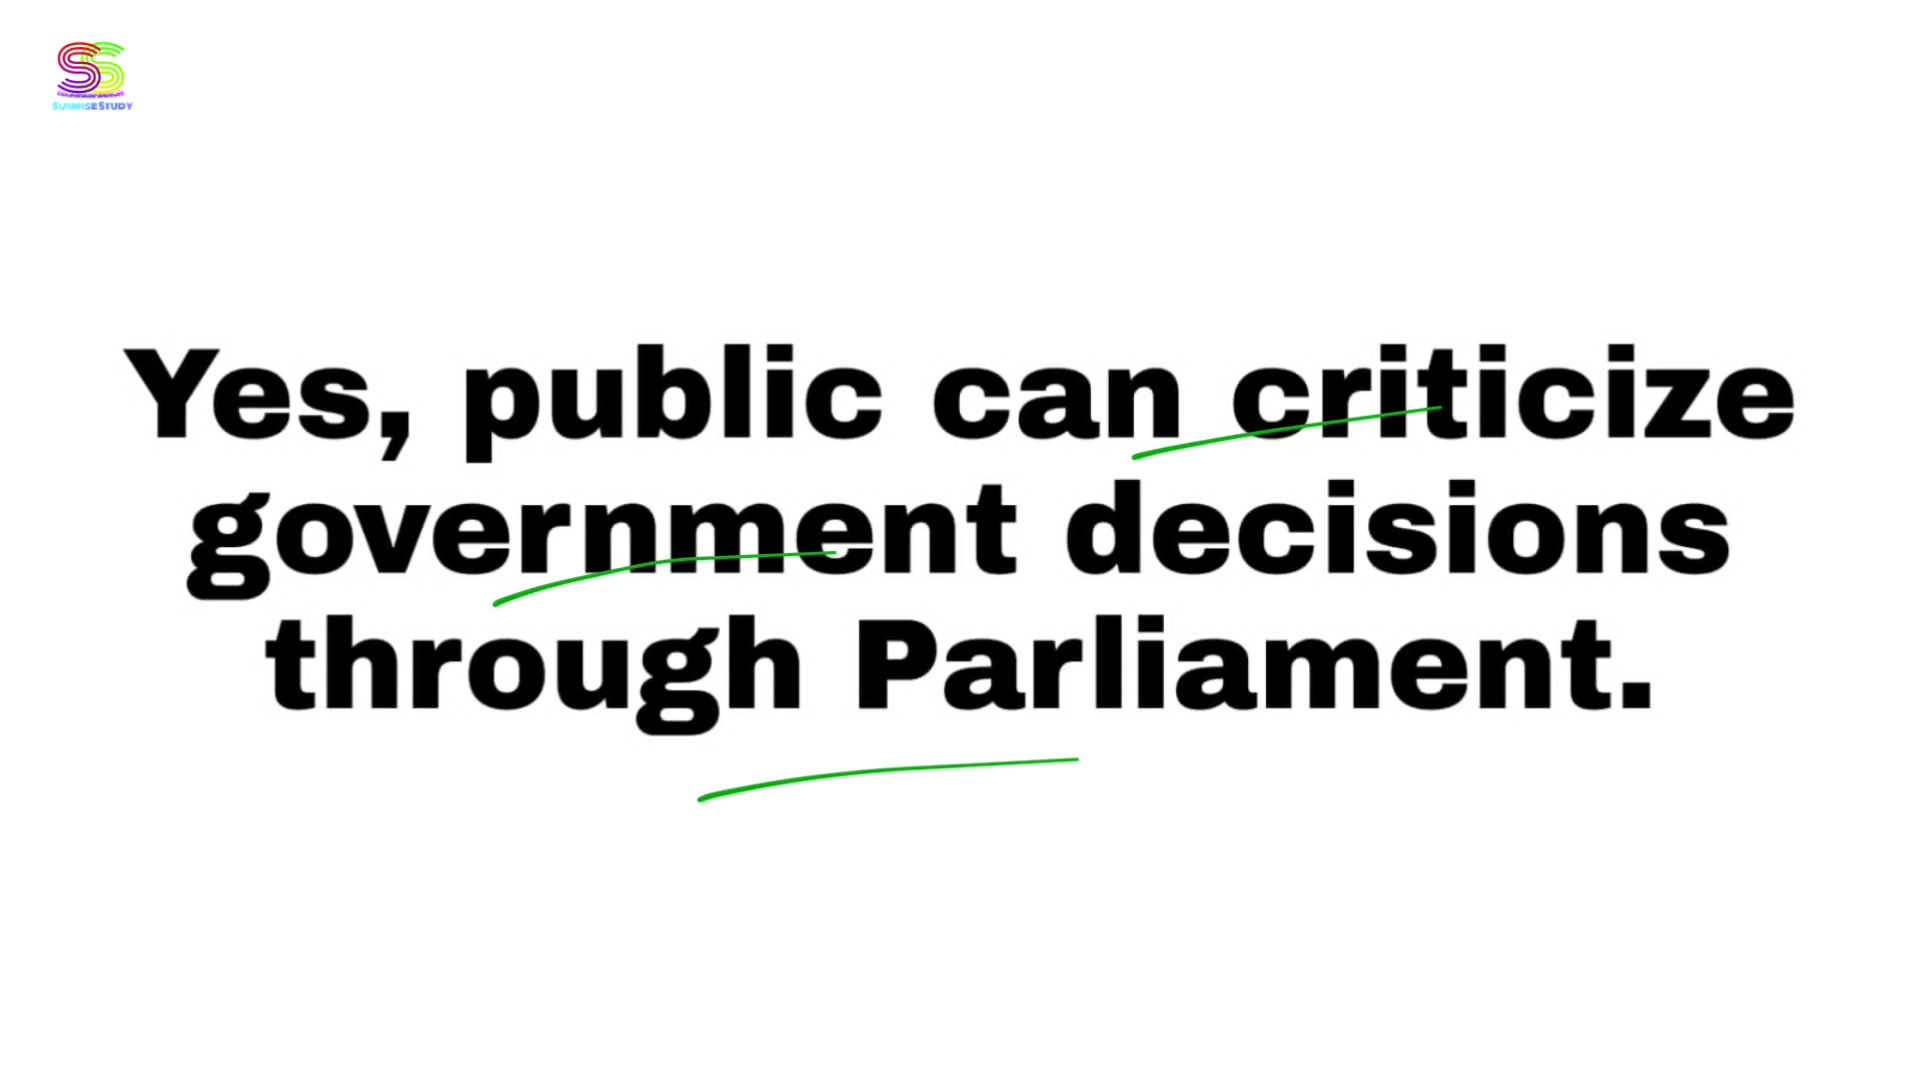 SUNRISE STUDY
Yes, public can criticize
government decisions
through Parliament.